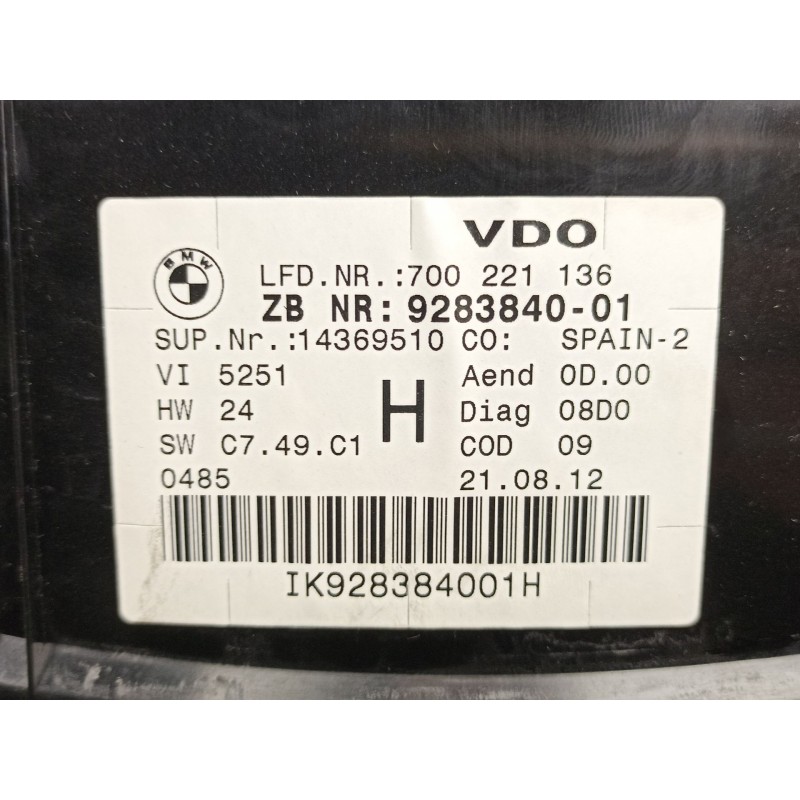 VDO
BMW
LFD.NR.:700 221 136
ZB NR: 9283840-01
SUP.Nr.:14369510 CO: SPAIN-2
VI 5251 Aend 0D.00
HW 24 H Diag 08D0
SW C7.49.C1 COD 09
0485 21.08.12
IK928384001H